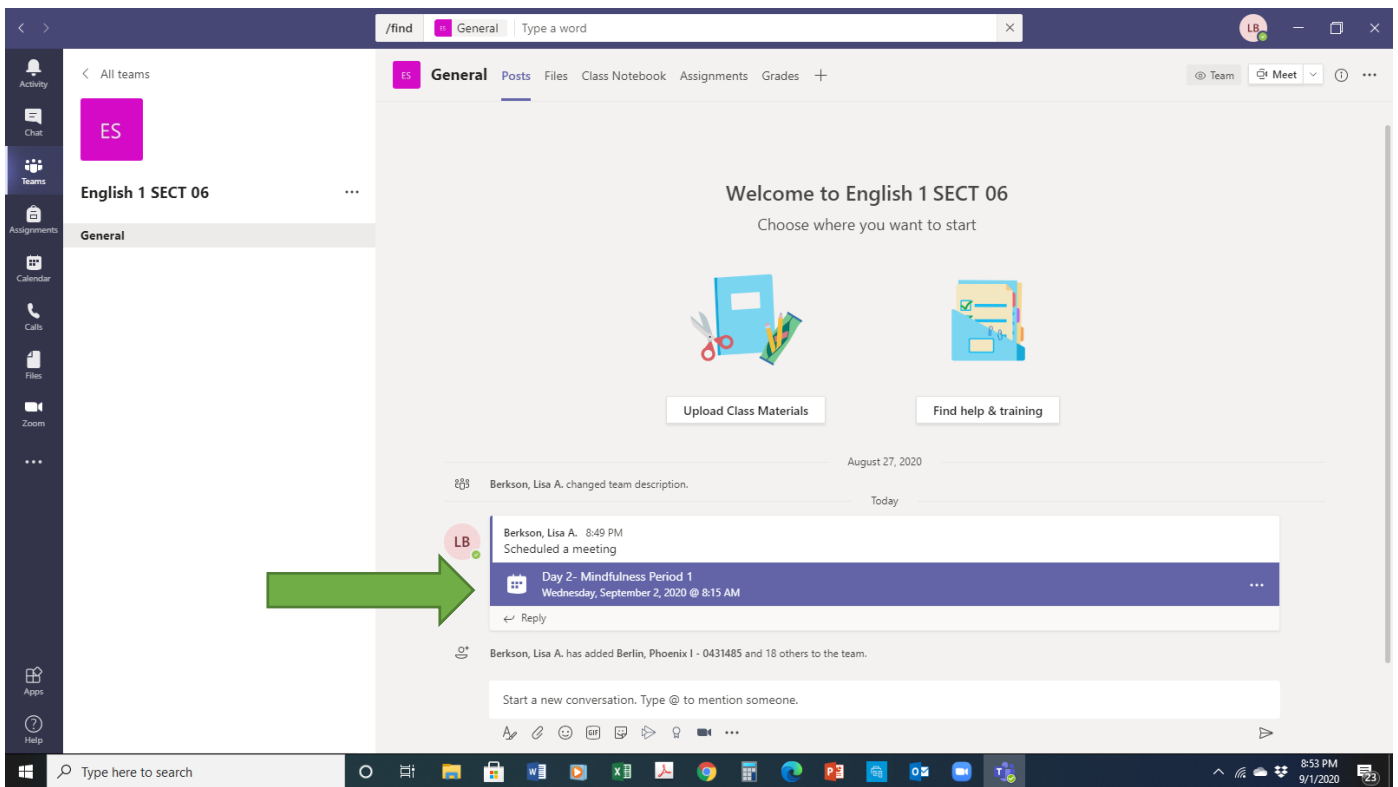 /find ES General Type a word
LB
Activity
Chat
Teams
Assignments
Calendar
Calls
Files
Zoom
Apps
Help
All teams
ES
English 1 SECT 06
General
ES General Posts Files Class Notebook Assignments Grades
Team Meet
Welcome to English 1 SECT 06
Choose where you want to start
Upload Class Materials Find help & training
August 27, 2020
Berkson, Lisa A. changed team description.
Today
LB
Berkson, Lisa A. 8:49 PM
Scheduled a meeting
Day 2- Mindfulness Period 1
Wednesday, September 2, 2020 @ 8:15 AM
Reply
Berkson, Lisa A. has added Berlin, Phoenix I - 0431485 and 18 others to the team.
Start a new conversation. Type @ to mention someone.
GIF
Type here to search
8:53 PM
9/1/2020
23